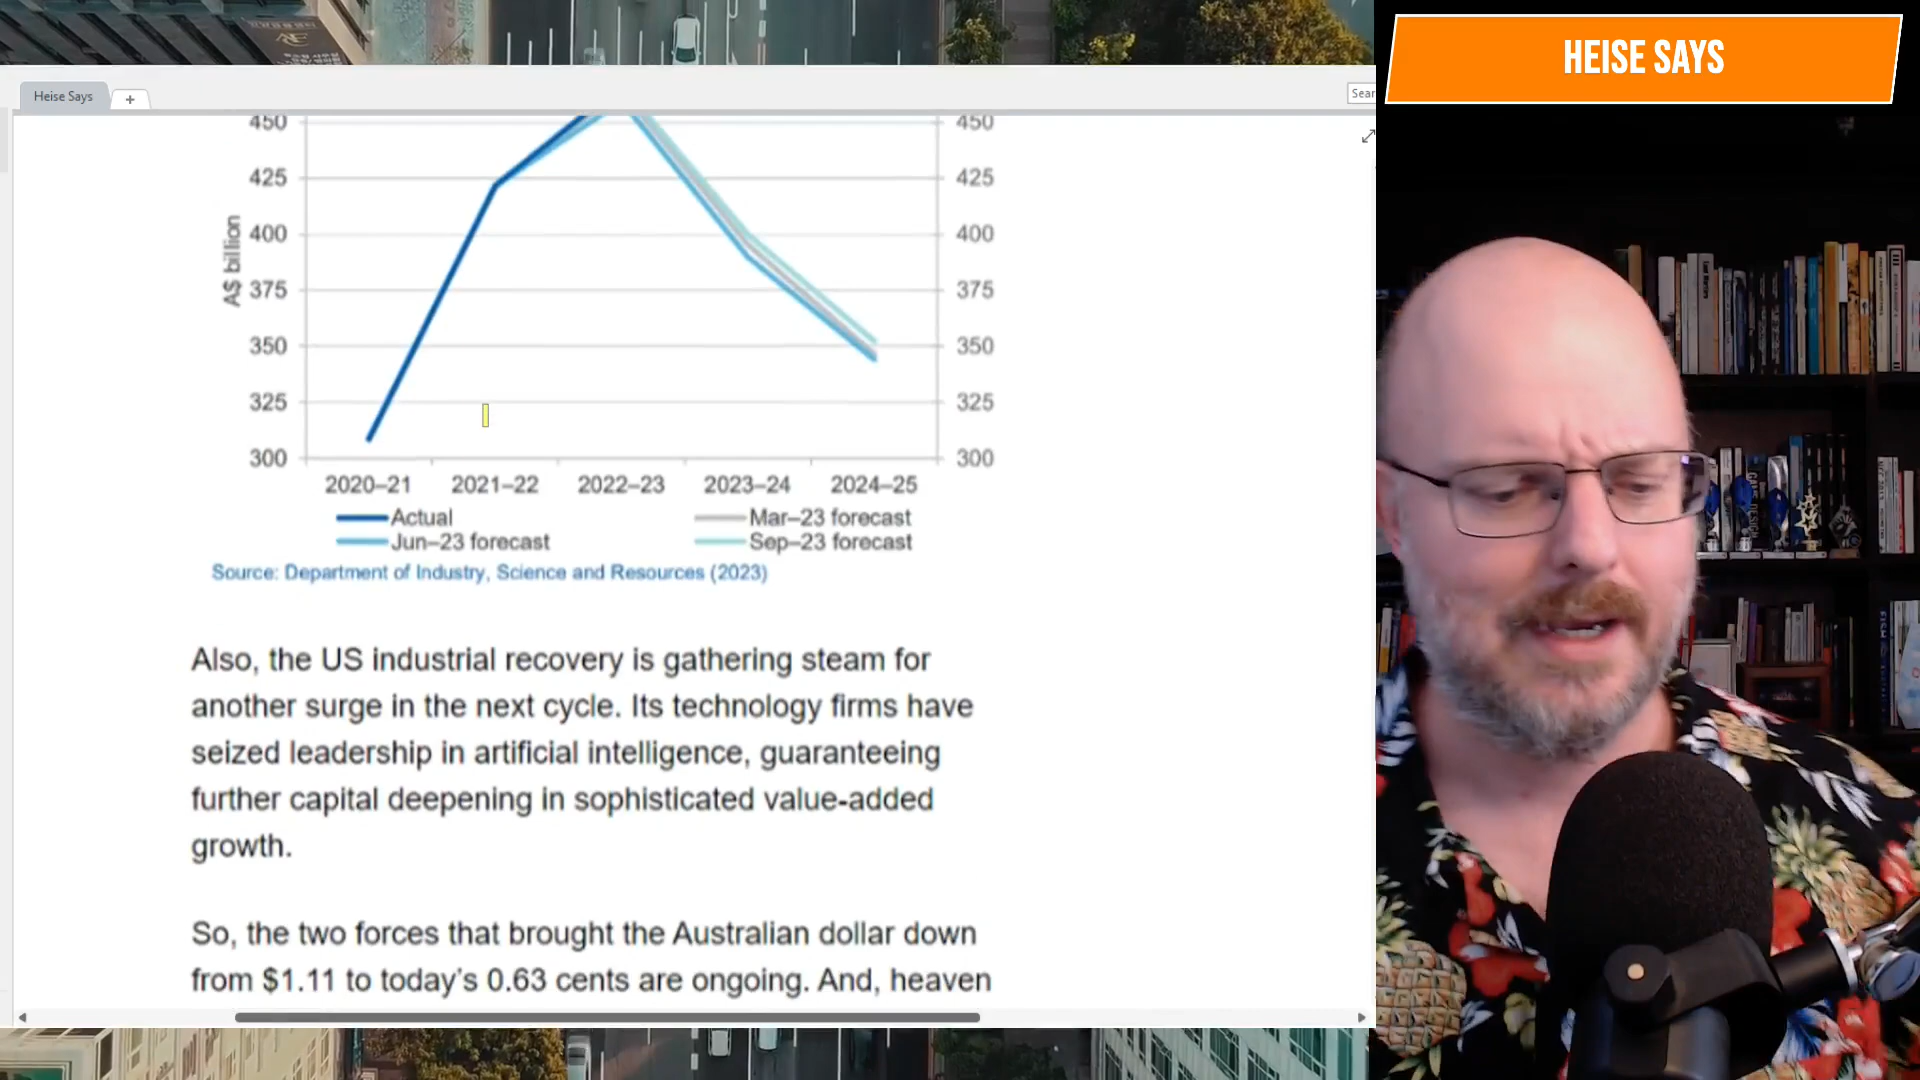 HEISE SAYS
Heise Says
+
Sear
450 450
425 425
400 400
375 375
350 350
325 325
300 300
A$ billion
2020–21 2021–22 2022–23 2023–24 2024–25
Actual Mar–23 forecast
Jun–23 forecast Sep–23 forecast
Source: Department of Industry, Science and Resources (2023)
Also, the US industrial recovery is gathering steam for
another surge in the next cycle. Its technology firms have
seized leadership in artificial intelligence, guaranteeing
further capital deepening in sophisticated value-added
growth.
So, the two forces that brought the Australian dollar down
from $1.11 to today's 0.63 cents are ongoing. And, heaven